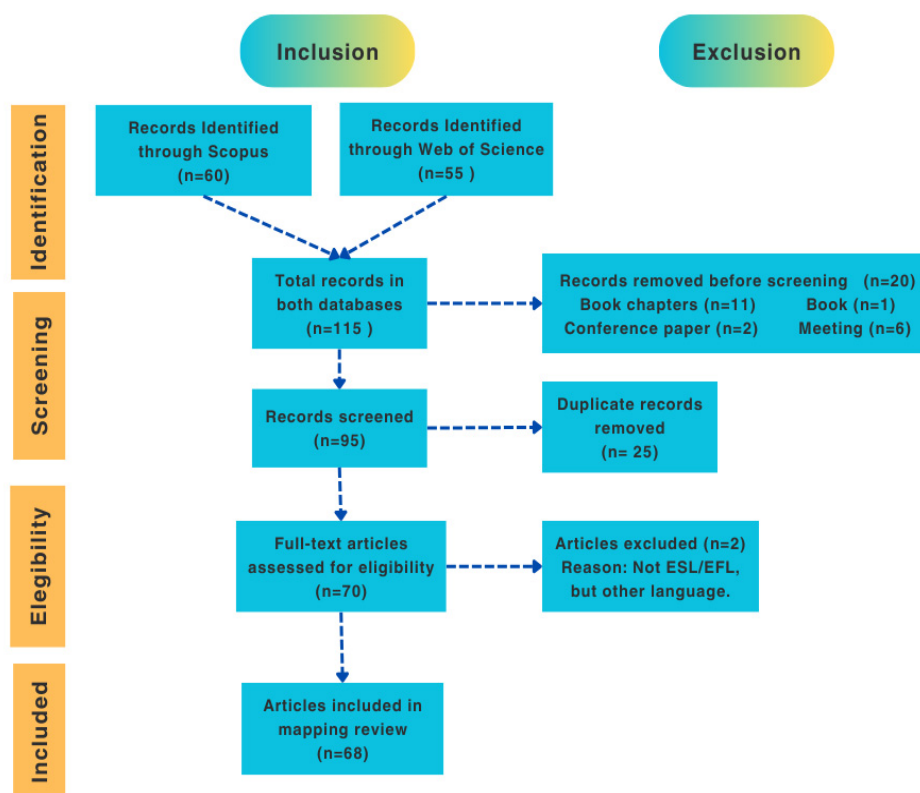 Inclusion
Exclusion
Identification
Records Identified
through Scopus
(n=60)
Records Identified
through Web of Science
(n=55 )
Total records in
both databases
(n=115 )
Records removed before screening (n=20)
Book chapters (n=11) Book (n=1)
Conference paper (n=2) Meeting (n=6)
Screening
Records screened
(n=95)
Duplicate records
removed
(n= 25)
Elegibility
Full-text articles
assessed for eligibility
(n=70)
Articles excluded (n=2)
Reason: Not ESL/EFL,
but other language.
Included
Articles included in
mapping review
(n=68)